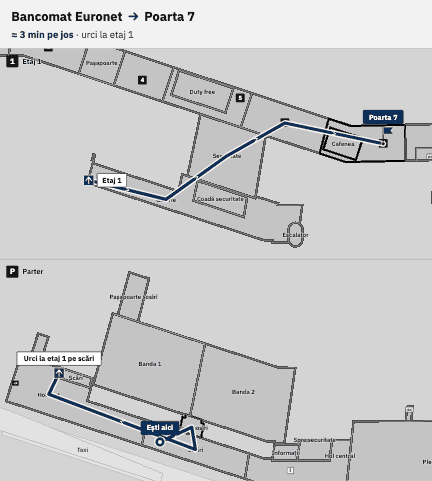 Bancomat Euronet → Poarta 7
≈ 3 min pe jos · urci la etaj 1
1 Etaj 1
Pașapoarte
4
Duty free
5
Poarta 7
Cafenea
Etaj 1
Coadă securitate
Escalator
P Parter
Pașapoarte sosiri
Banda 1
Urci la etaj 1 pe scări
Scări
Banda 2
Ești aici
Spre securitate
Informații
Hol central
Taxi